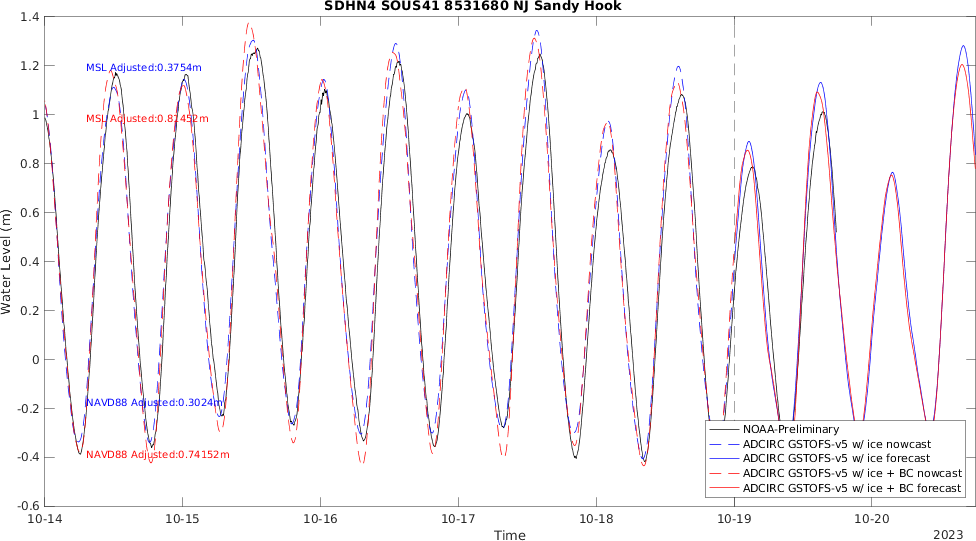 SDHN4 SOUS41 8531680 NJ Sandy Hook
1.4
1.2
1
0.8
0.6
0.4
0.2
0
-0.2
-0.4
-0.6
Water Level (m)
MSL Adjusted:0.3754m
MSL Adjusted:0.81452m
NAVD88 Adjusted:0.3024m
NAVD88 Adjusted:0.74152m
NOAA-Preliminary
ADCIRC GSTOFS-v5 w/ ice nowcast
ADCIRC GSTOFS-v5 w/ ice forecast
ADCIRC GSTOFS-v5 w/ ice + BC nowcast
ADCIRC GSTOFS-v5 w/ ice + BC forecast
10-14 10-15 10-16 10-17 10-18 10-19 10-20
Time
2023